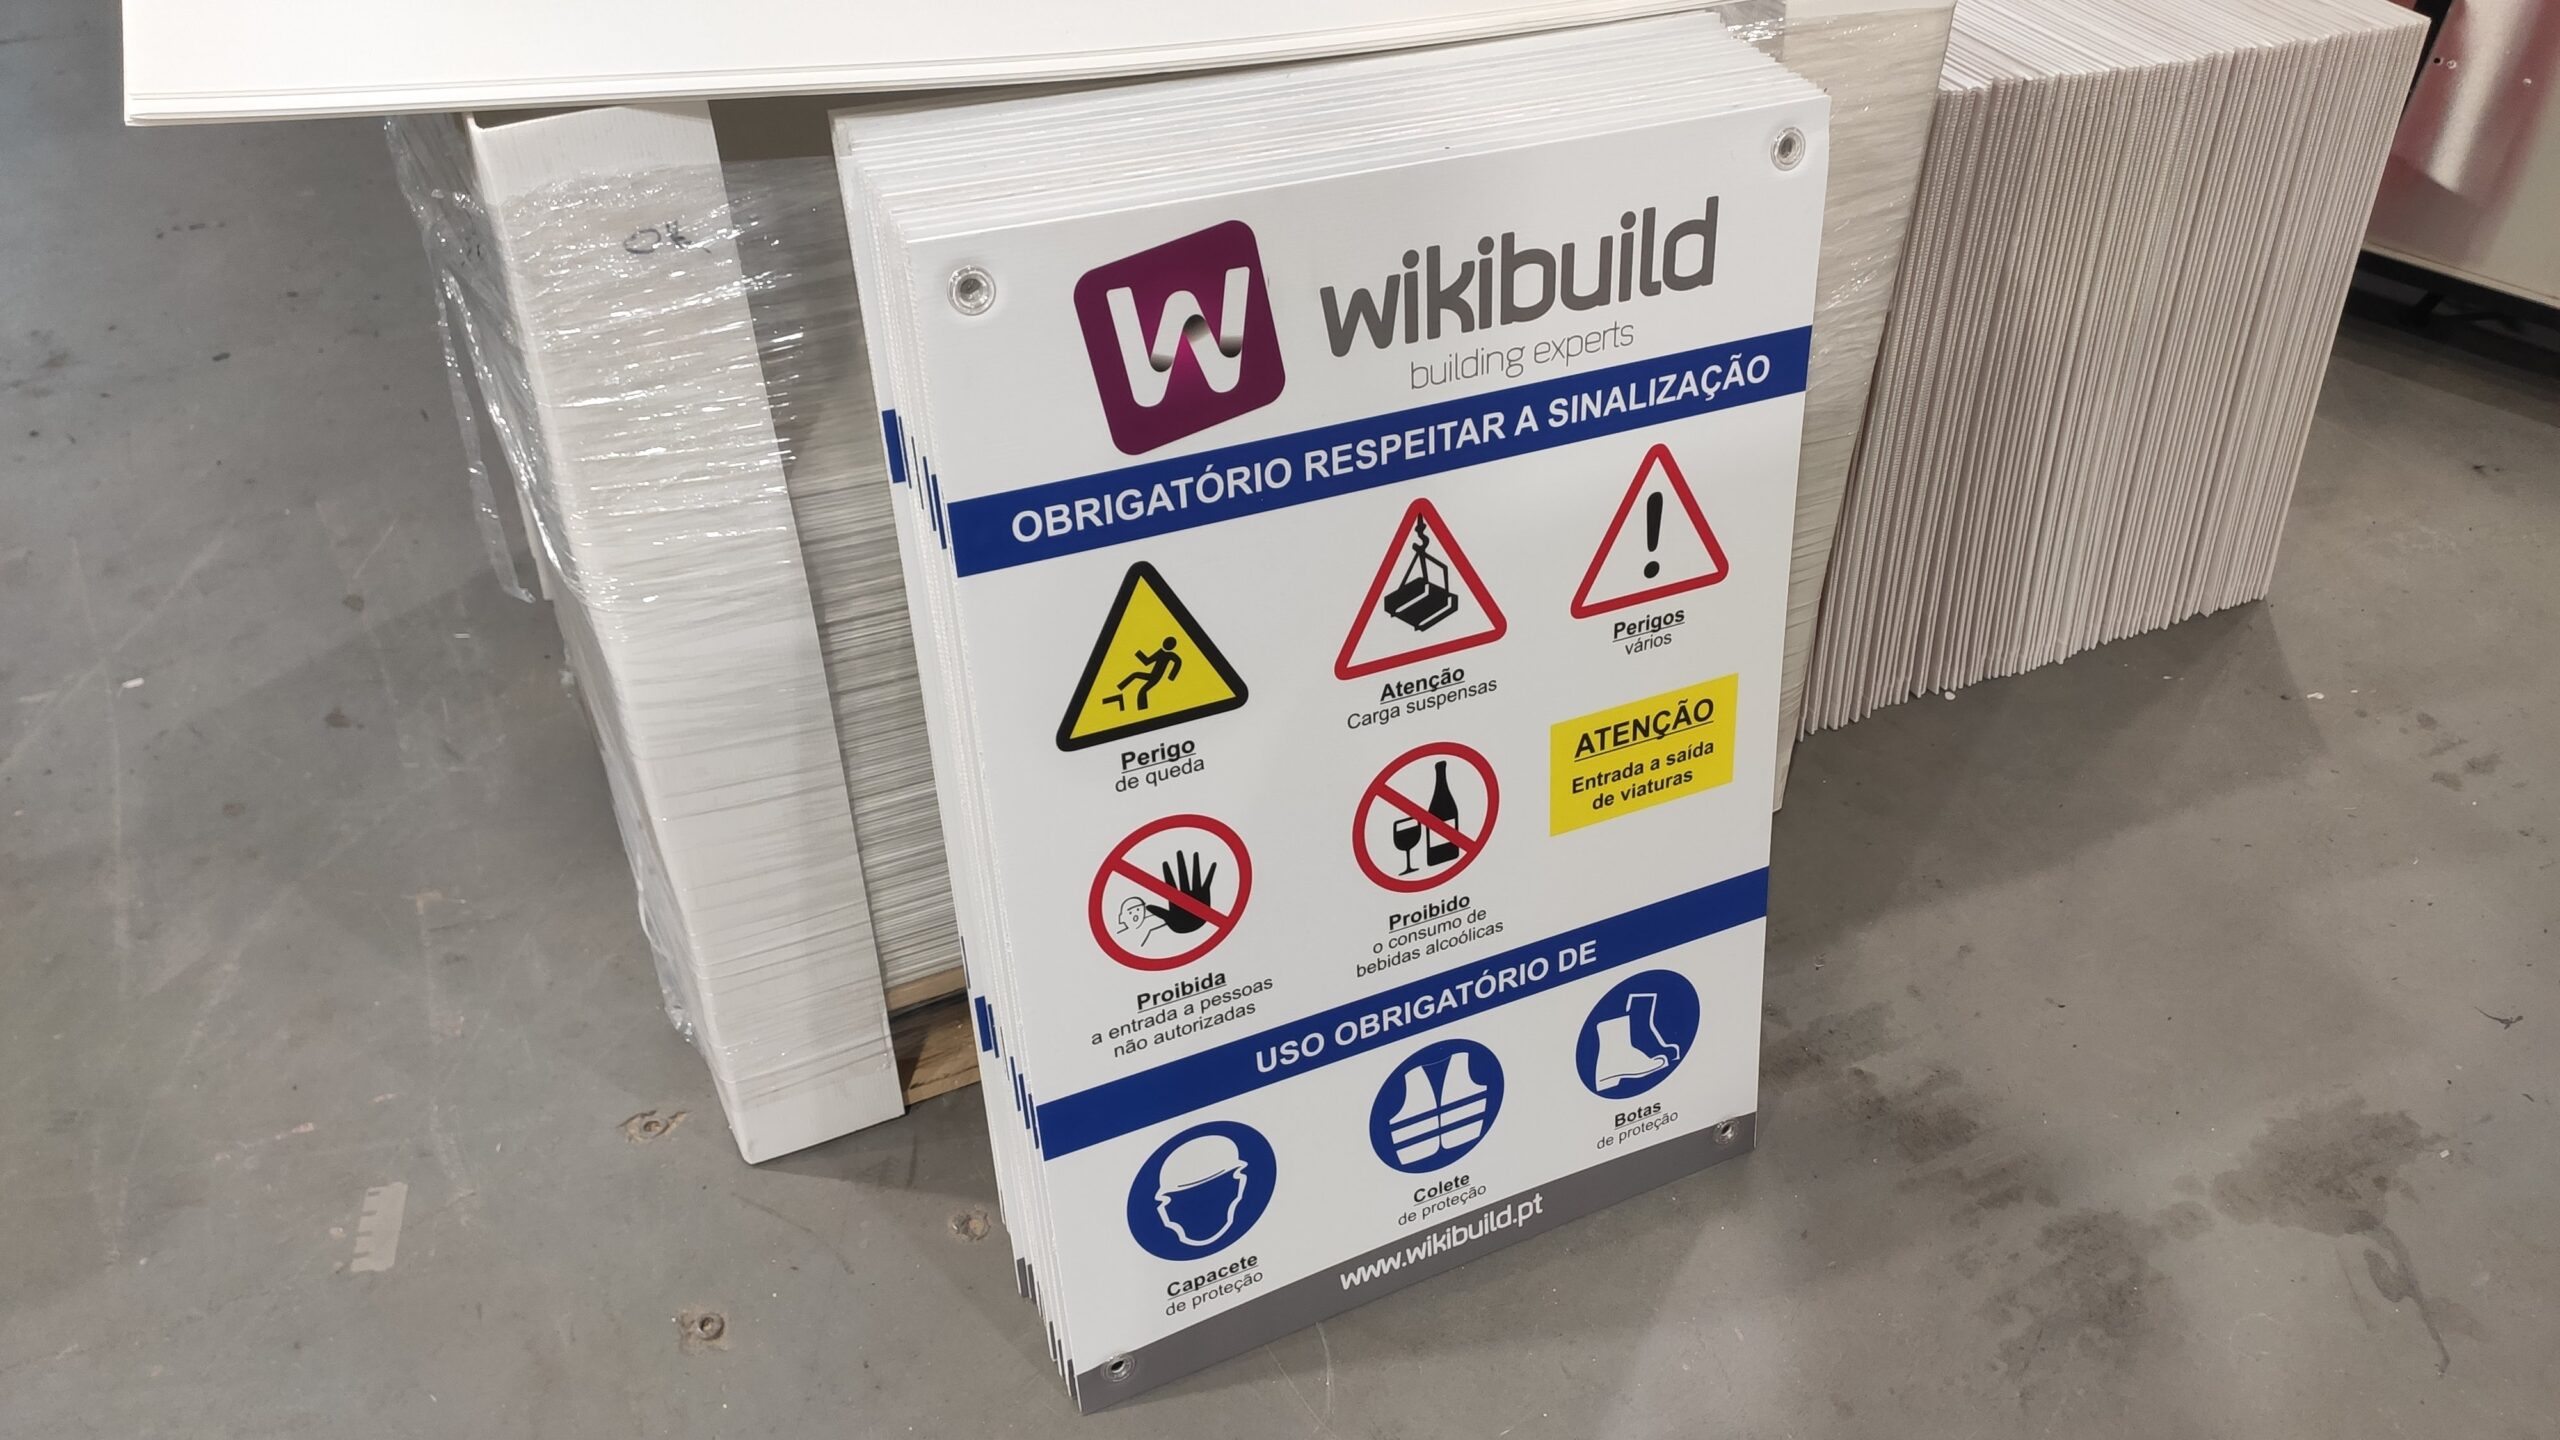 OK
W
wikibuild
building experts
OBRIGATÓRIO RESPEITAR A SINALIZAÇÃO
Perigo
de queda
Atenção
Carga suspensas
Perigos
vários
Proibida
a entrada a pessoas
não autorizadas
Proibido
o consumo de
bebidas alcoólicas
ATENÇÃO
Entrada a saída
de viaturas
USO OBRIGATÓRIO DE
Capacete
de proteção
Colete
de proteção
Botas
de proteção
www.wikibuild.pt